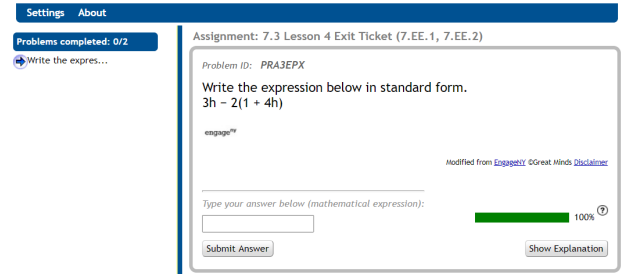 Settings About
Problems completed: 0/2
Write the expres...
Assignment: 7.3 Lesson 4 Exit Ticket (7.EE.1, 7.EE.2)
Problem ID: PRA3EPX
Write the expression below in standard form.
3h − 2(1 + 4h)
engageny
Modified from EngageNY ©Great Minds Disclaimer
Type your answer below (mathematical expression):
100%
?
Submit Answer
Show Explanation